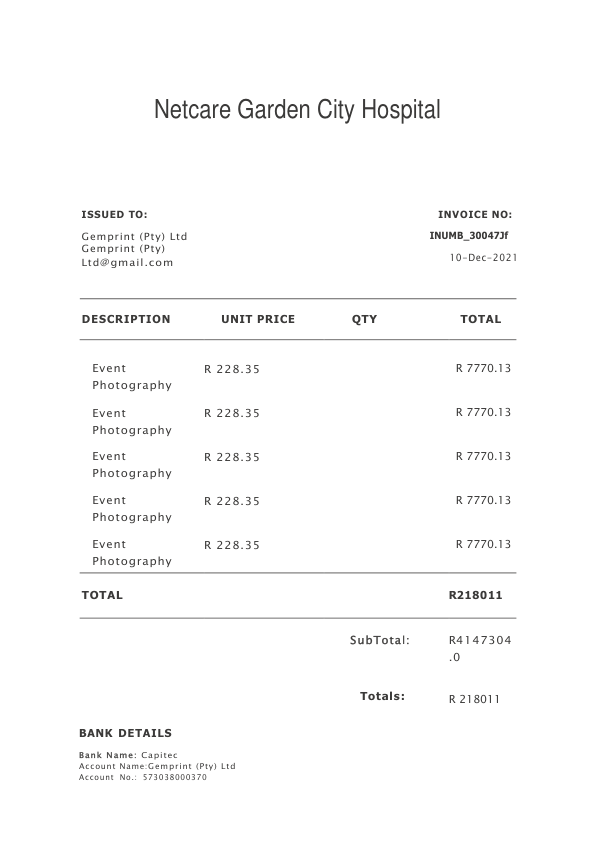 Netcare Garden City Hospital
ISSUED TO:
INVOICE NO:
Gemprint (Pty) Ltd
INUMB_30047Jf
Gemprint (Pty)
Ltd@gmail.com
10-Dec-2021
DESCRIPTION UNIT PRICE QTY TOTAL
Event R 228.35 R 7770.13
Photography
Event R 228.35 R 7770.13
Photography
Event R 228.35 R 7770.13
Photography
Event R 228.35 R 7770.13
Photography
Event R 228.35 R 7770.13
Photography
TOTAL R218011
SubTotal: R4147304
.0
Totals: R 218011
BANK DETAILS
Bank Name: Capitec
Account Name:Gemprint (Pty) Ltd
Account No.: 573038000370